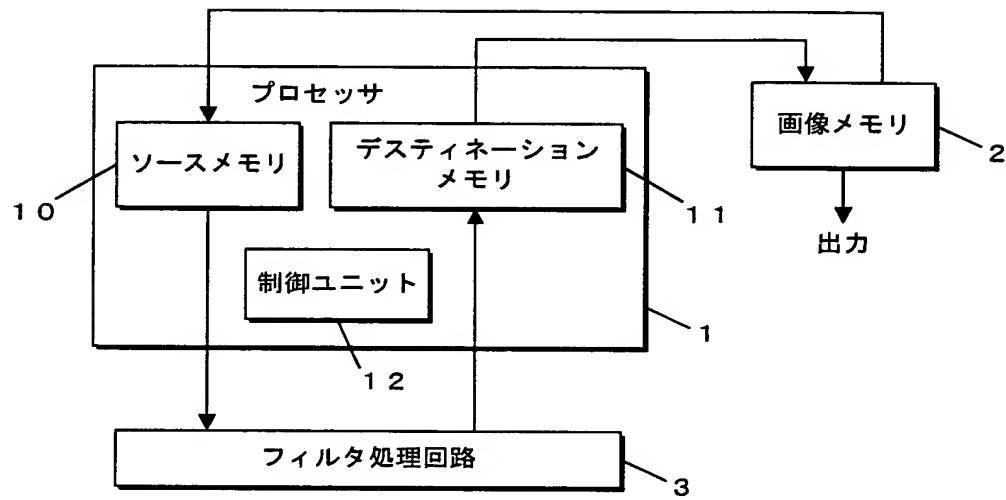 プロセッサ
画像メモリ
2
ソースメモリ
デスティネーション
メモリ
10
11
出力
制御ユニット
1
12
フィルタ処理回路
3